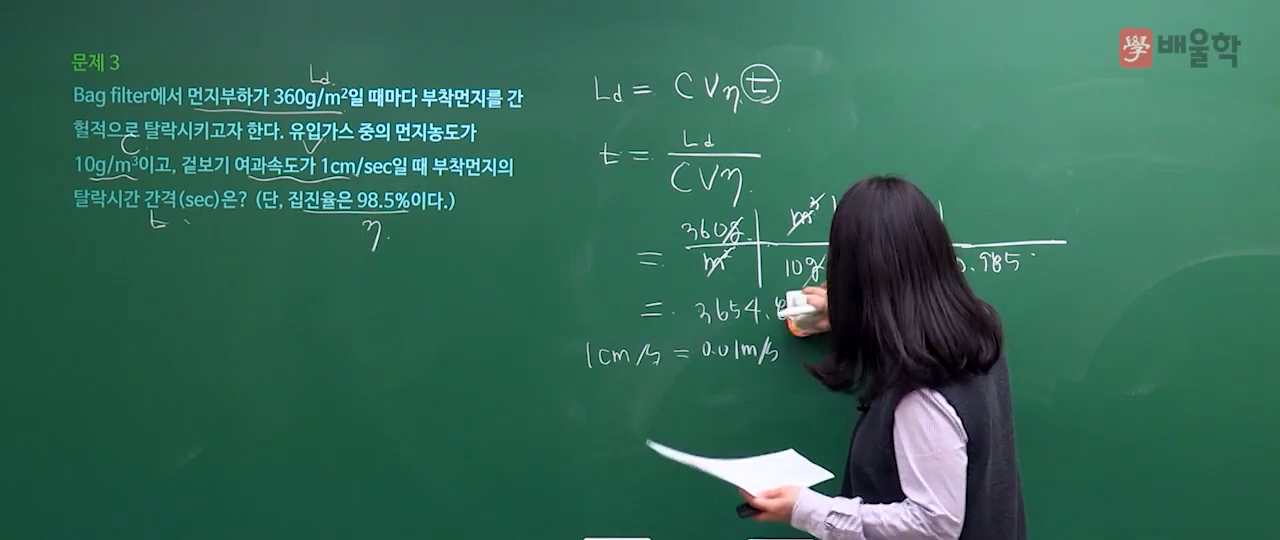 學 배울학
문제 3
Ld
Bag filter에서 먼지부하가 360g/m²일 때마다 부착먼지를 간
헐적으로 탈락시키고자 한다. 유입가스 중의 먼지농도가
C V
10g/m³이고, 겉보기 여과속도가 1cm/sec일 때 부착먼지의
탈락시간 간격(sec)은? (단, 집진율은 98.5%이다.)
t η
Ld = C V η t
t = Ld / C V η
= 360g m³
m² 10g 0.985
= 3654.
1cm/s = 0.01m/s